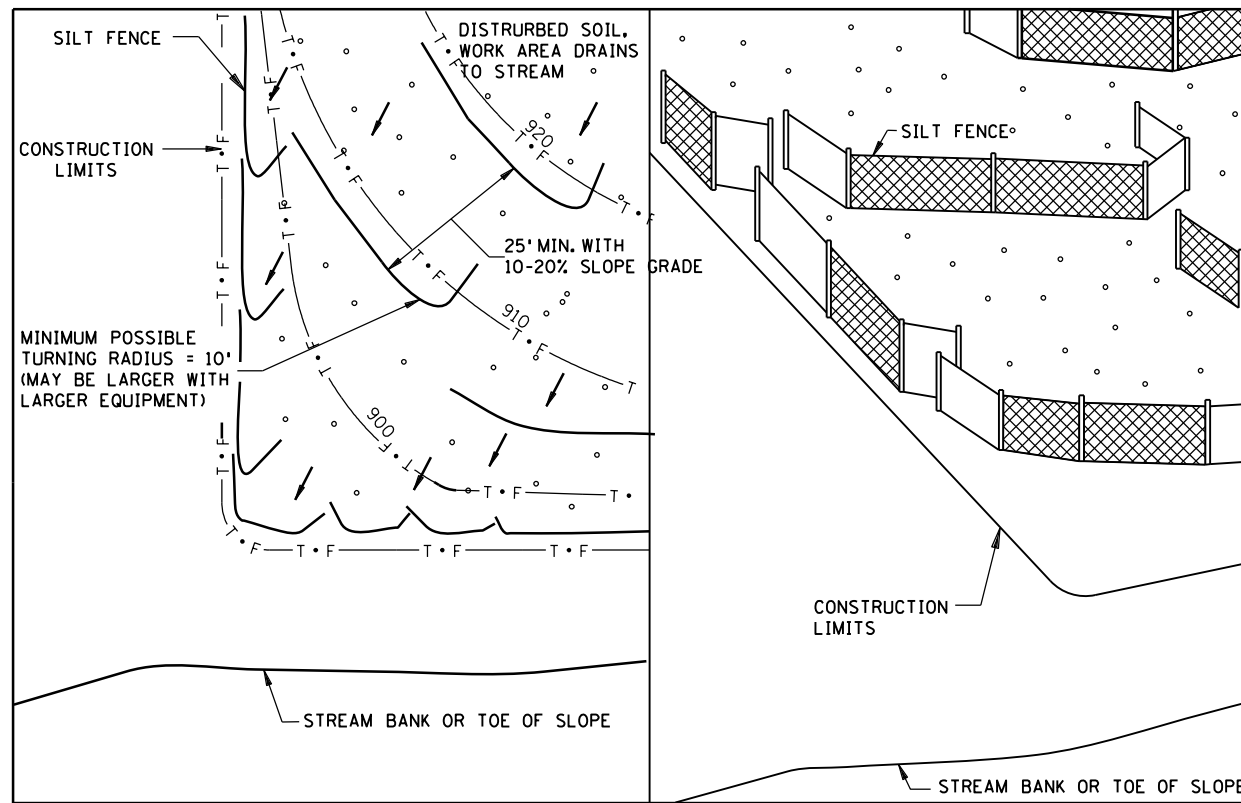 SILT FENCE
DISTRURBED SOIL,
WORK AREA DRAINS
TO STREAM
CONSTRUCTION
LIMITS
920
25' MIN. WITH
10-20% SLOPE GRADE
910
MINIMUM POSSIBLE
TURNING RADIUS = 10'
(MAY BE LARGER WITH
LARGER EQUIPMENT)
900
T • F
T • F
T • F
T • F
T • F
T • F
T • F
T • F
T • F
T • F
T • F
T • F
T • F
T
T • F
T •
T • F
T • F
T • F
T • F
STREAM BANK OR TOE OF SLOPE
SILT FENCE
CONSTRUCTION
LIMITS
STREAM BANK OR TOE OF SLOPE